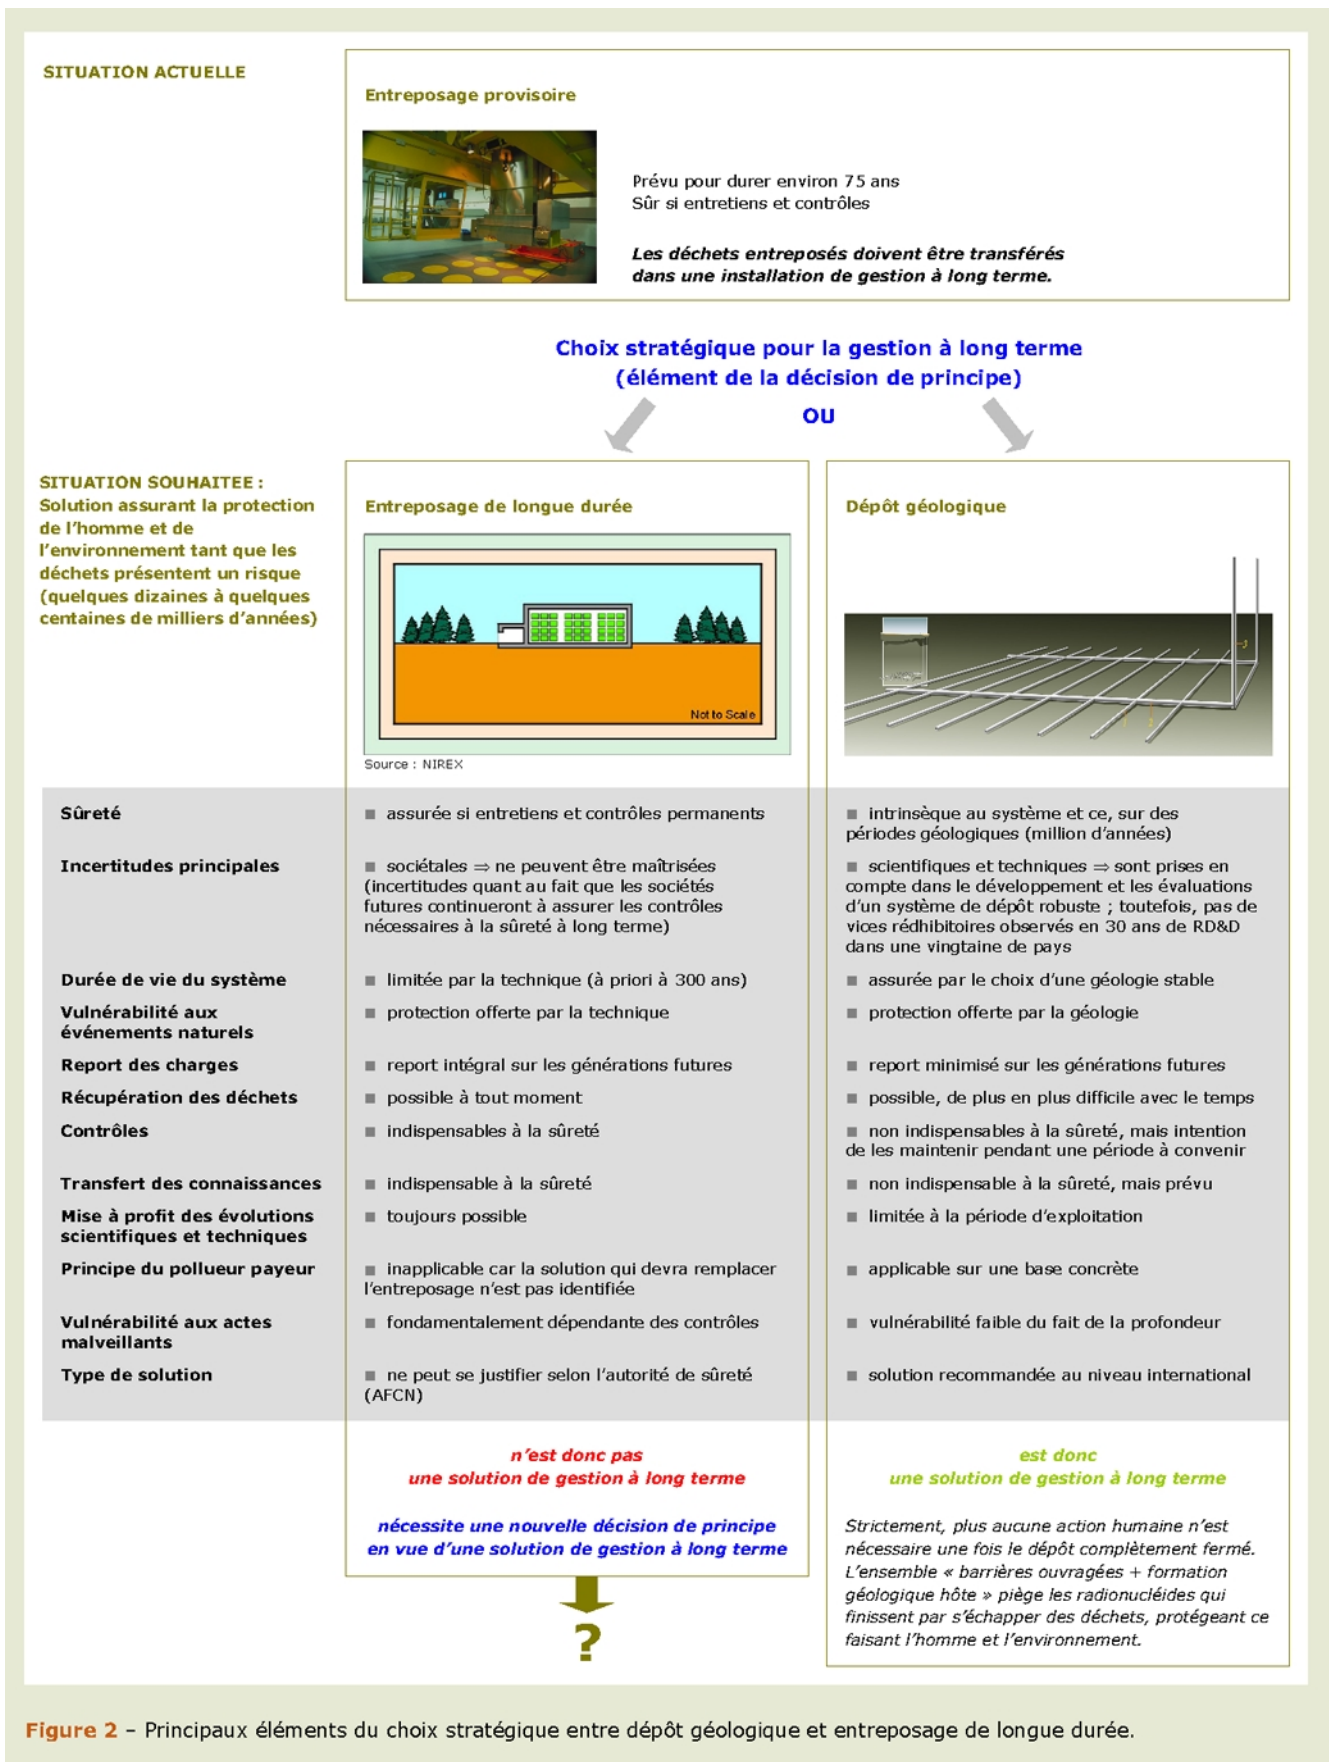 SITUATION ACTUELLE
Entreposage provisoire
Prévu pour durer environ 75 ans
Sûr si entretiens et contrôles
Les déchets entreposés doivent être transférés
dans une installation de gestion à long terme.
Choix stratégique pour la gestion à long terme
(élément de la décision de principe)
OU
SITUATION SOUHAITEE :
Solution assurant la protection
de l'homme et de
l'environnement tant que les
déchets présentent un risque
(quelques dizaines à quelques
centaines de milliers d'années)
Entreposage de longue durée
Not to Scale
Source : NIREX
Dépôt géologique
1
2
3
Sûreté
■ assurée si entretiens et contrôles permanents
■ intrinsèque au système et ce, sur des
périodes géologiques (million d'années)
Incertitudes principales
■ sociétales ⇒ ne peuvent être maîtrisées
(incertitudes quant au fait que les sociétés
futures continueront à assurer les contrôles
nécessaires à la sûreté à long terme)
■ scientifiques et techniques ⇒ sont prises en
compte dans le développement et les évaluations
d'un système de dépôt robuste ; toutefois, pas de
vices rédhibitoires observés en 30 ans de RD&D
dans une vingtaine de pays
Durée de vie du système
■ limitée par la technique (à priori à 300 ans)
■ assurée par le choix d'une géologie stable
Vulnérabilité aux
événements naturels
■ protection offerte par la technique
■ protection offerte par la géologie
Report des charges
■ report intégral sur les générations futures
■ report minimisé sur les générations futures
Récupération des déchets
■ possible à tout moment
■ possible, de plus en plus difficile avec le temps
Contrôles
■ indispensables à la sûreté
■ non indispensables à la sûreté, mais intention
de les maintenir pendant une période à convenir
Transfert des connaissances
■ indispensable à la sûreté
■ non indispensable à la sûreté, mais prévu
Mise à profit des évolutions
scientifiques et techniques
■ toujours possible
■ limitée à la période d'exploitation
Principe du pollueur payeur
■ inapplicable car la solution qui devra remplacer
l'entreposage n'est pas identifiée
■ applicable sur une base concrète
Vulnérabilité aux actes
malveillants
■ fondamentalement dépendante des contrôles
■ vulnérabilité faible du fait de la profondeur
Type de solution
■ ne peut se justifier selon l'autorité de sûreté
(AFCN)
■ solution recommandée au niveau international
n'est donc pas
une solution de gestion à long terme
nécessite une nouvelle décision de principe
en vue d'une solution de gestion à long terme
?
est donc
une solution de gestion à long terme
Strictement, plus aucune action humaine n'est
nécessaire une fois le dépôt complètement fermé.
L'ensemble « barrières ouvragées + formation
géologique hôte » piège les radionucléides qui
finissent par s'échapper des déchets, protégeant ce
faisant l'homme et l'environnement.
Figure 2 – Principaux éléments du choix stratégique entre dépôt géologique et entreposage de longue durée.